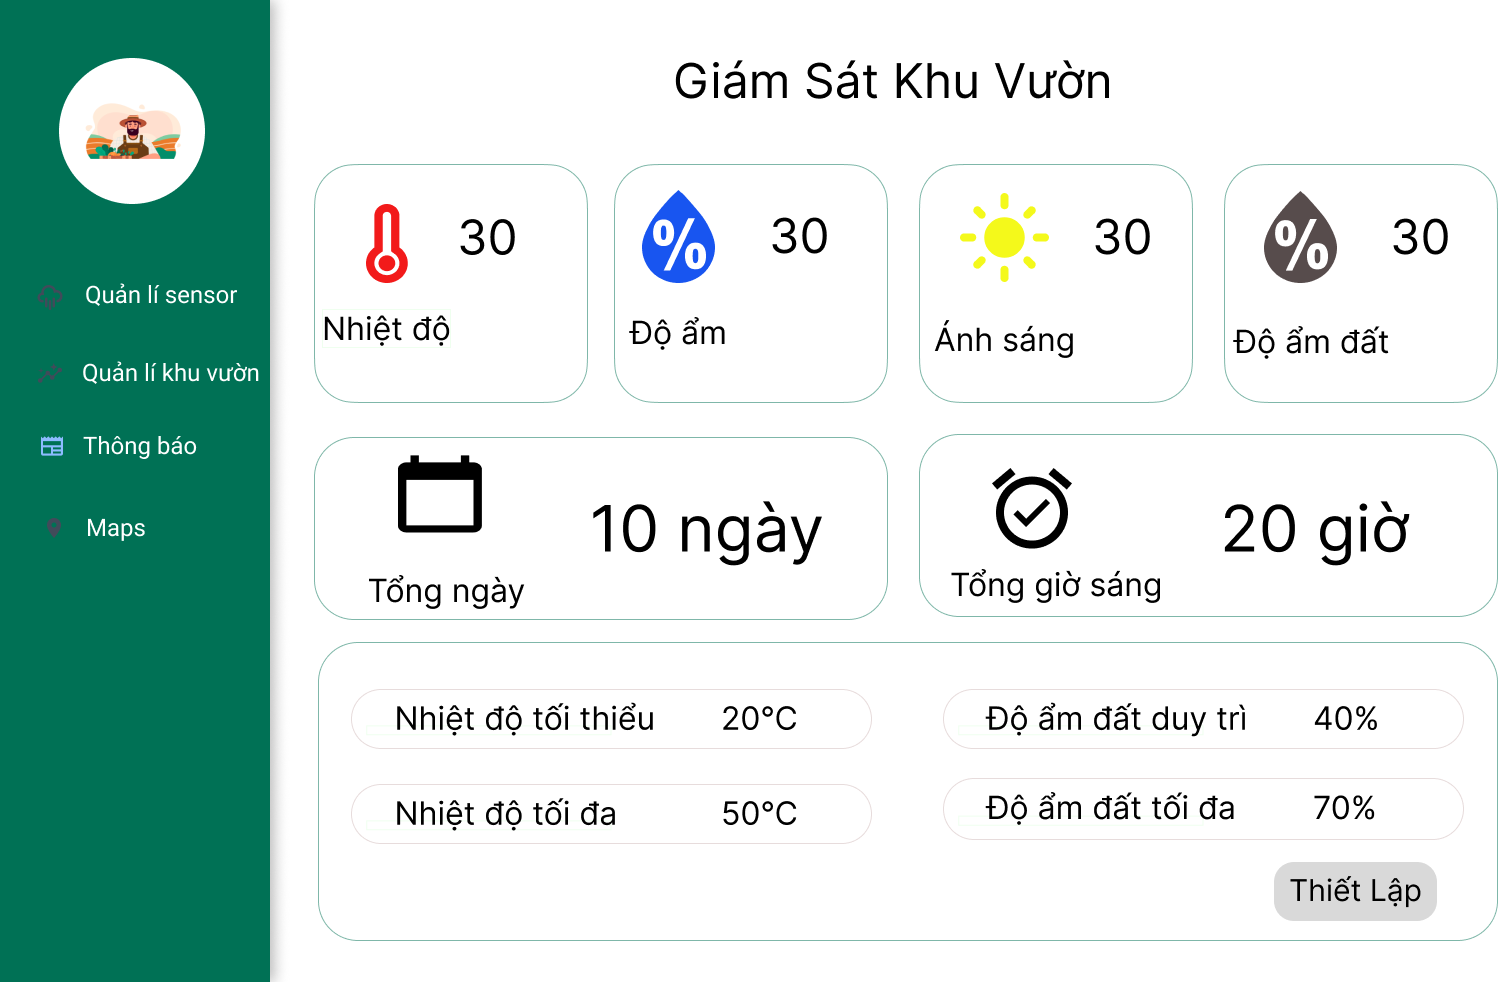 Giám Sát Khu Vườn
Quản lí sensor
Quản lí khu vườn
Thông báo
Maps
30
Nhiệt độ
%
30
Độ ẩm
30
Ánh sáng
%
30
Độ ẩm đất
10 ngày
Tổng ngày
20 giờ
Tổng giờ sáng
Nhiệt độ tối thiểu 20°C
Nhiệt độ tối đa 50°C
Độ ẩm đất duy trì 40%
Độ ẩm đất tối đa 70%
Thiết Lập